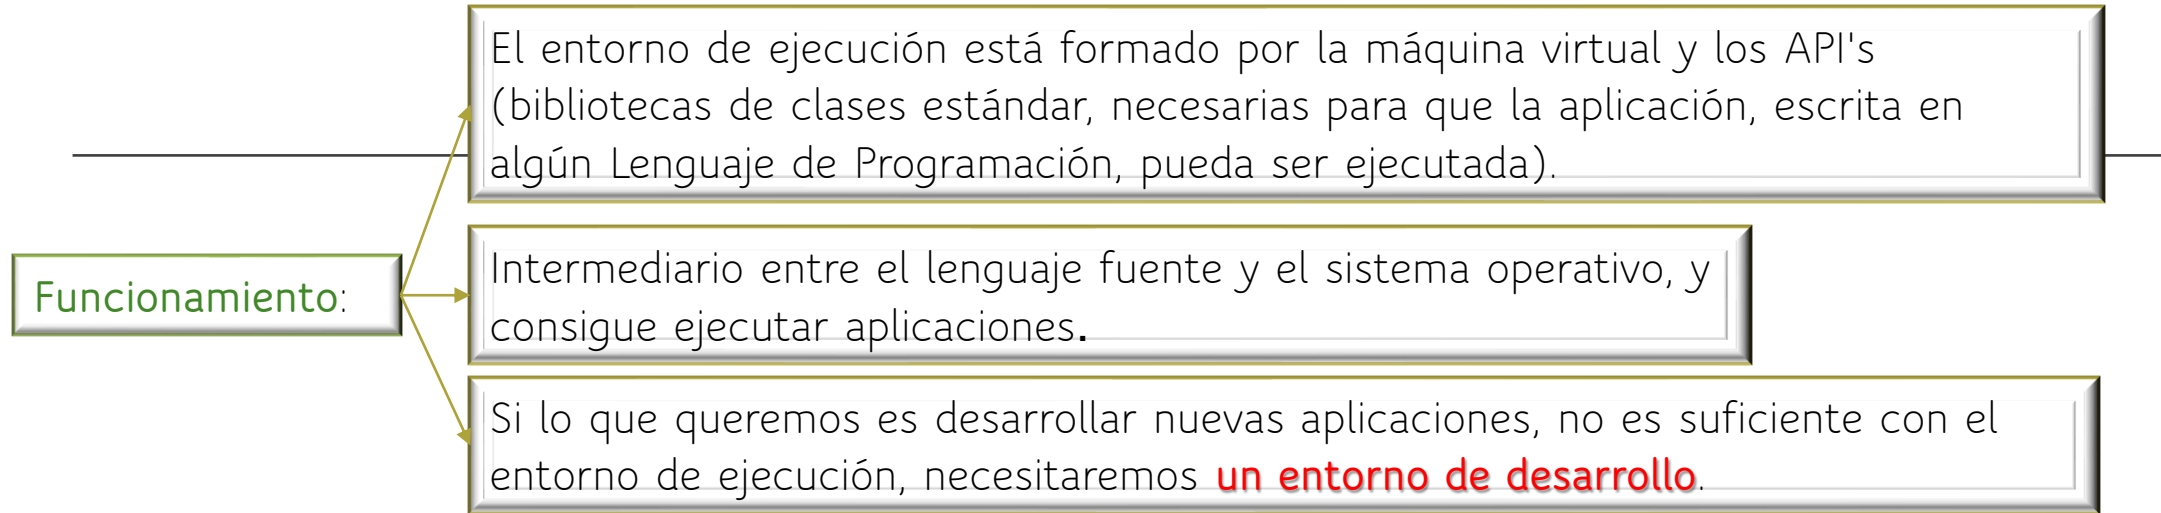 El entorno de ejecución está formado por la máquina virtual y los API's
(bibliotecas de clases estándar, necesarias para que la aplicación, escrita en
algún Lenguaje de Programación, pueda ser ejecutada).
Funcionamiento:
Intermediario entre el lenguaje fuente y el sistema operativo, y
consigue ejecutar aplicaciones.
Si lo que queremos es desarrollar nuevas aplicaciones, no es suficiente con el
entorno de ejecución, necesitaremos un entorno de desarrollo.